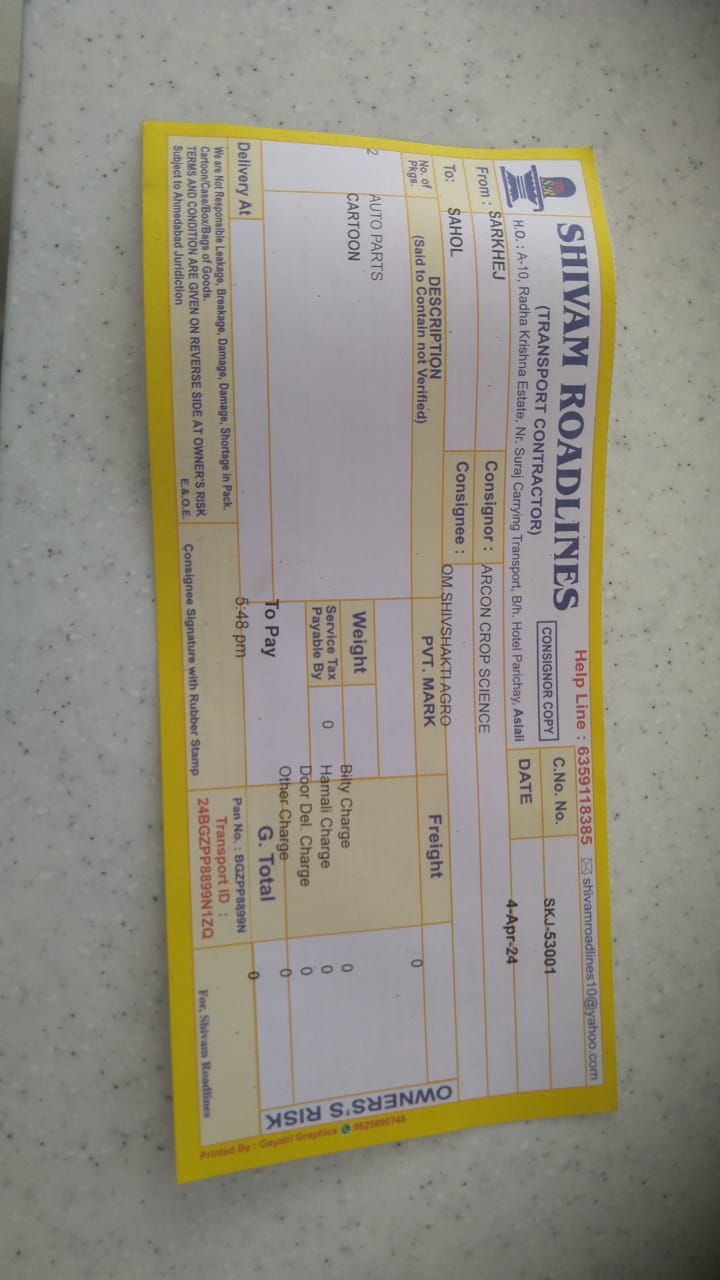 Help Line : 6359118385 shivamroadlines10@yahoo.com
SHIVAM ROADLINES
(TRANSPORT CONTRACTOR)
CONSIGNOR COPY
C.No. No. SKJ-53001
H.O. : A-10, Radha Krishna Estate, Nr. Suraj Carrying Transport, B/h. Hotel Parichay, Aslali
DATE 4-Apr-24
From : SARKHEJ Consignor : ARCON CROP SCIENCE
To: SAHOL Consignee : OM SHIVSHAKTI AGRO
No. of Pkgs.
DESCRIPTION
(Said to Contain not Verified)
PVT. MARK
Freight 0
2 AUTO PARTS
CARTOON
Weight
Service Tax
Payable By 0
Bilty Charge 0
Hamali Charge 0
Door Del. Charge 0
Other Charge 0
To Pay
G. Total 0
OWNERS'S RISK
Delivery At
5:48 pm
We are Not Responsible Leakage, Breakage, Damage, Damage, Shortage in Pack.
Cartoon/Case/Box/Bags of Goods.
TERMS AND CONDITION ARE GIVEN ON REVERSE SIDE AT OWNER'S RISK
Subject to Ahmedabad Juridiction E.&.O.E.
Consignee Signature with Rubber Stamp
Pan No. : BGZPP8899N
Transport ID :
24BGZPP8899N1ZQ
For, Shivam Roadlines
Printed By : Gayatri Graphics 9825890748